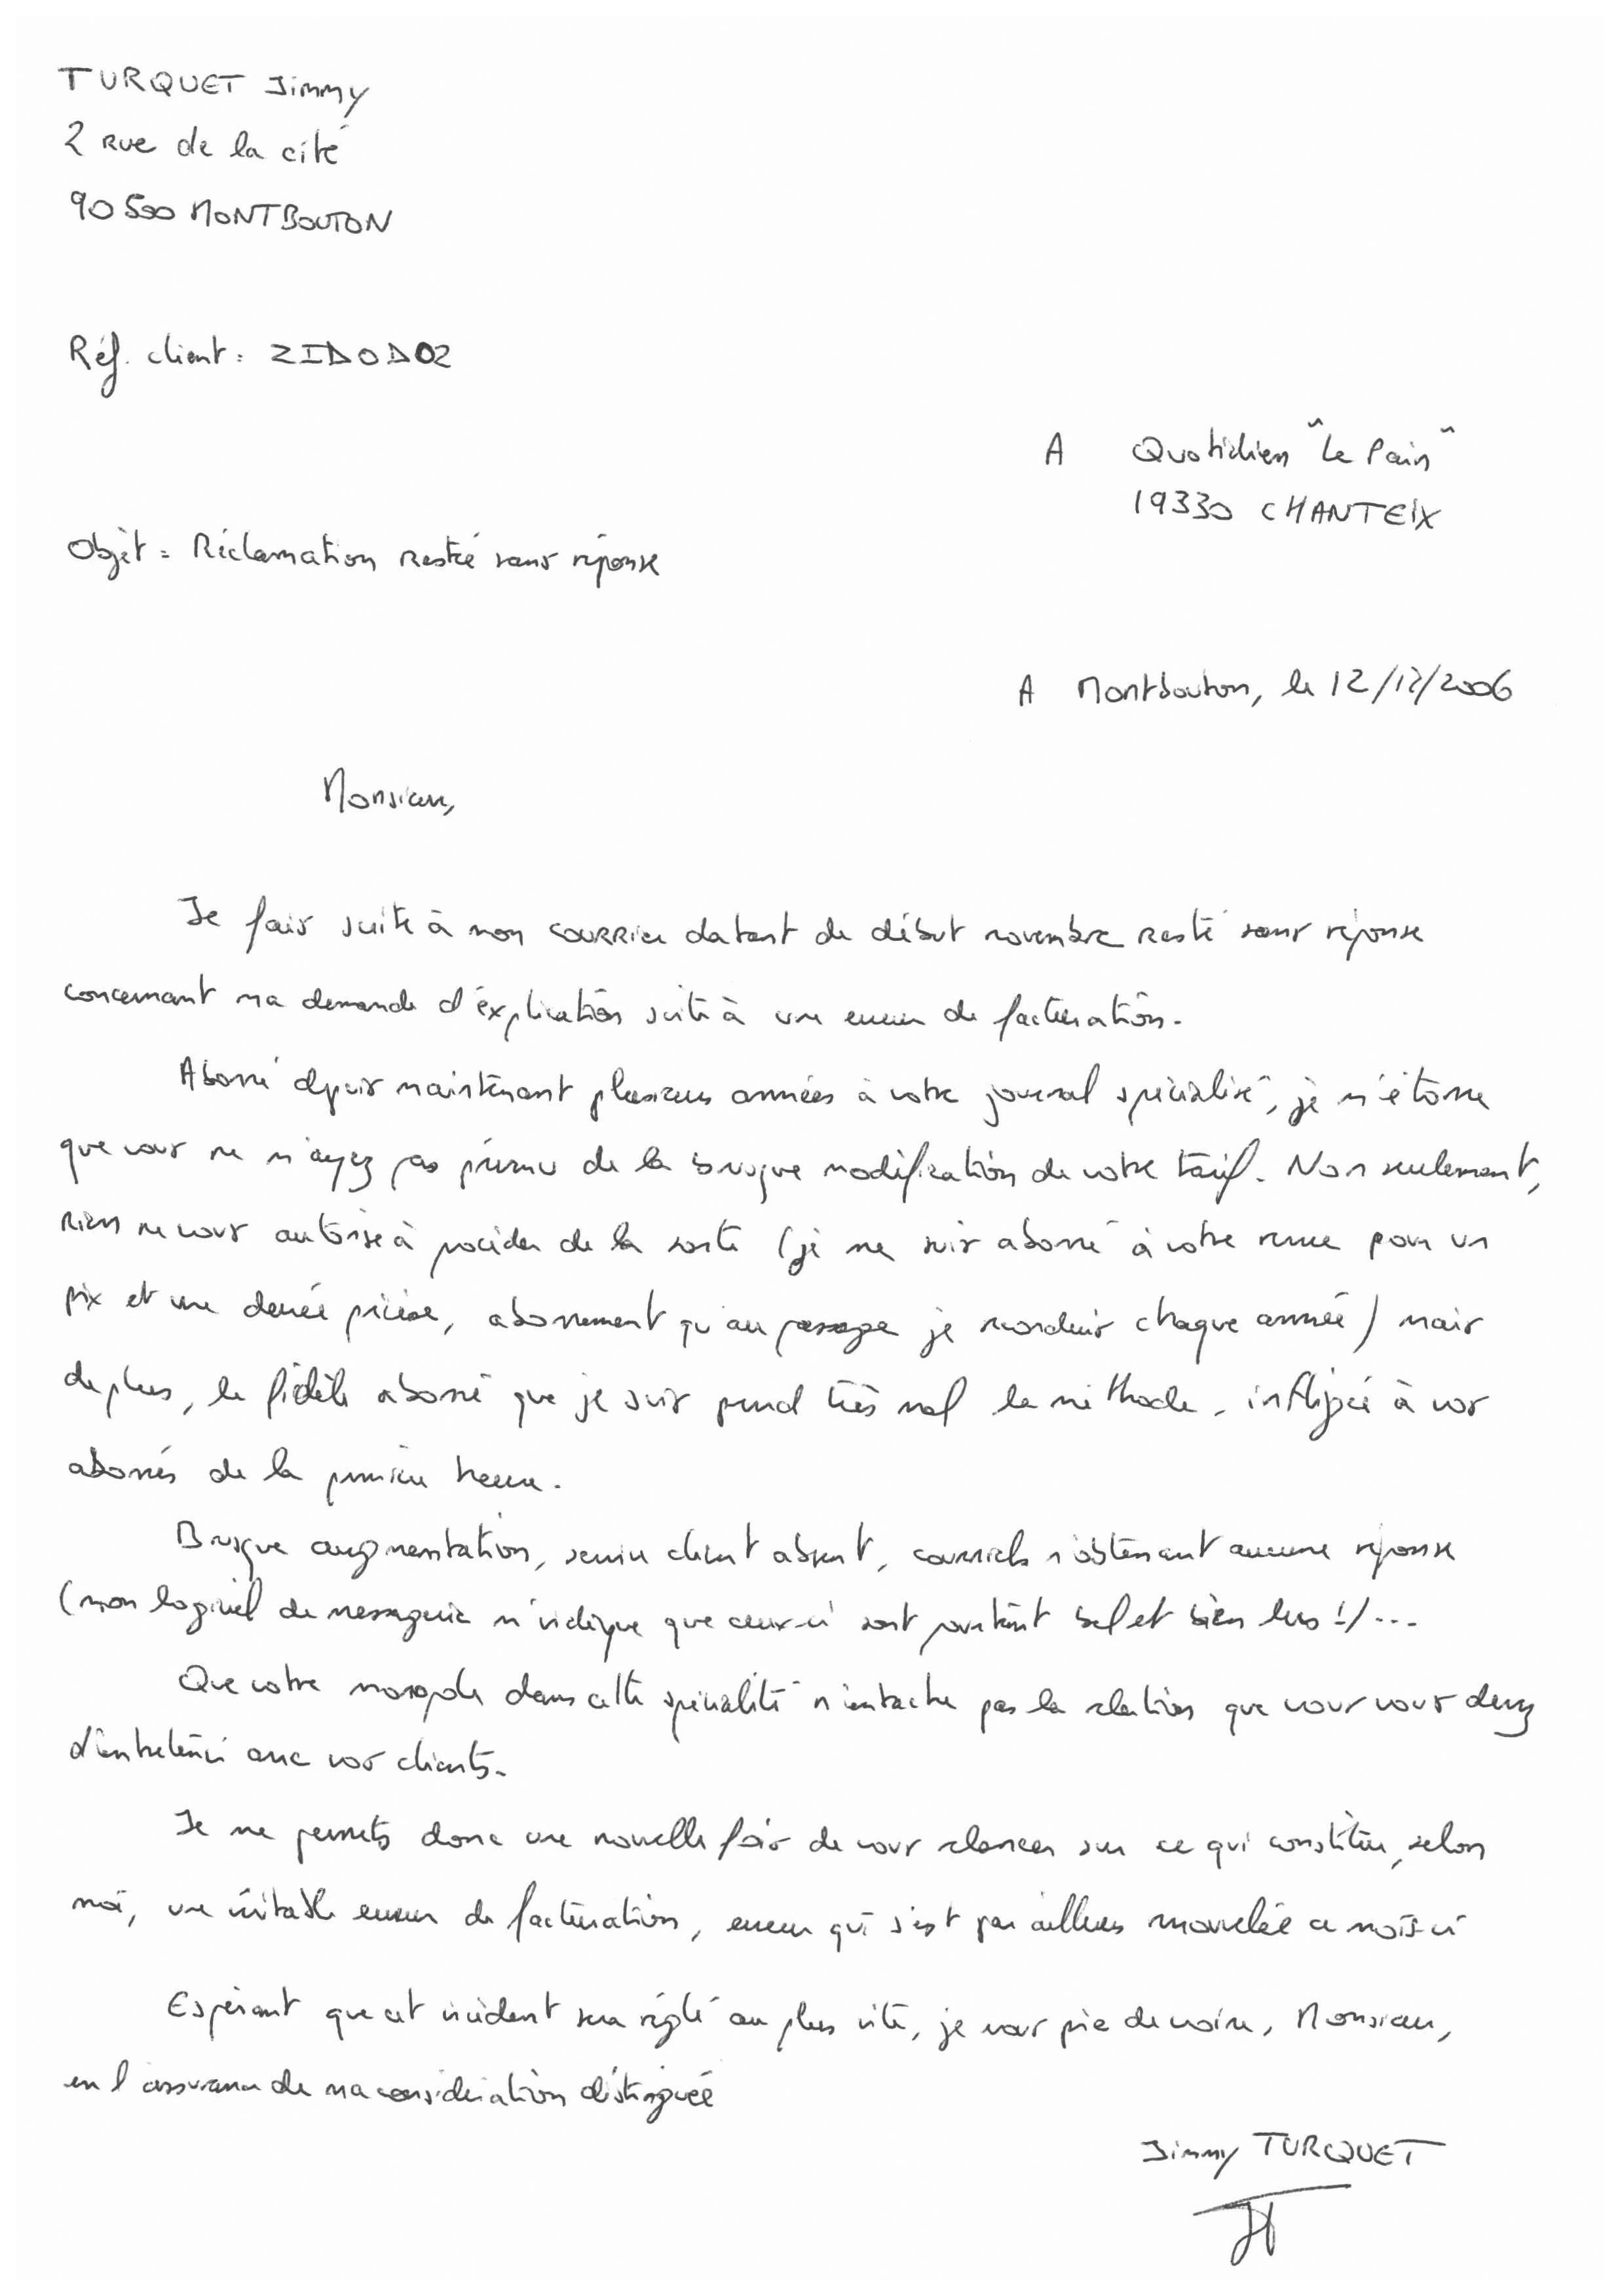 TURQUET Jimmy
2 rue de la cité
90500 MONTBOUTON
Réf. client : ZIDOD02
A Quotidien "Le Pain"
19330 CHANTEIX
Objet : Réclamation resté sans réponse
A Montbouton, le 12/12/2006
Monsieur,
Je fais suite à mon courrier datant de début novembre resté sans réponse
concernant ma demande d'explication suite à une erreur de facturation.
Abonné depuis maintenant plusieurs années à votre journal spécialisé, je m'étonne
que vous ne m'ayez pas prévenu de la brusque modification de votre tarif. Non seulement,
rien ne vous autorise à procéder de la sorte (je me suis abonné à votre revue pour un
prix et une durée précise, abonnement qu'au passage je reconduis chaque année) mais
de plus, le fidèle abonné que je suis prend très mal la méthode, infligée à vos
abonnés de la première heure.
Brusque augmentation, service client absent, courriels n'obtenant aucune réponse
(mon logiciel de messagerie m'indique que ceux-ci sont pourtant bel et bien lus !)...
Que votre monopole dans cette spécialité n'entache pas la relation que vous vous devez
d'entretenir avec vos clients.
Je me permets donc une nouvelle fois de vous relancer sur ce qui constitue, selon
moi, une véritable erreur de facturation, erreur qui s'est par ailleurs renouvelée ce mois-ci
Espérant que cet incident sera réglé au plus vite, je vous prie de croire, Monsieur,
en l'assurance de ma considération distinguée
Jimmy TURQUET